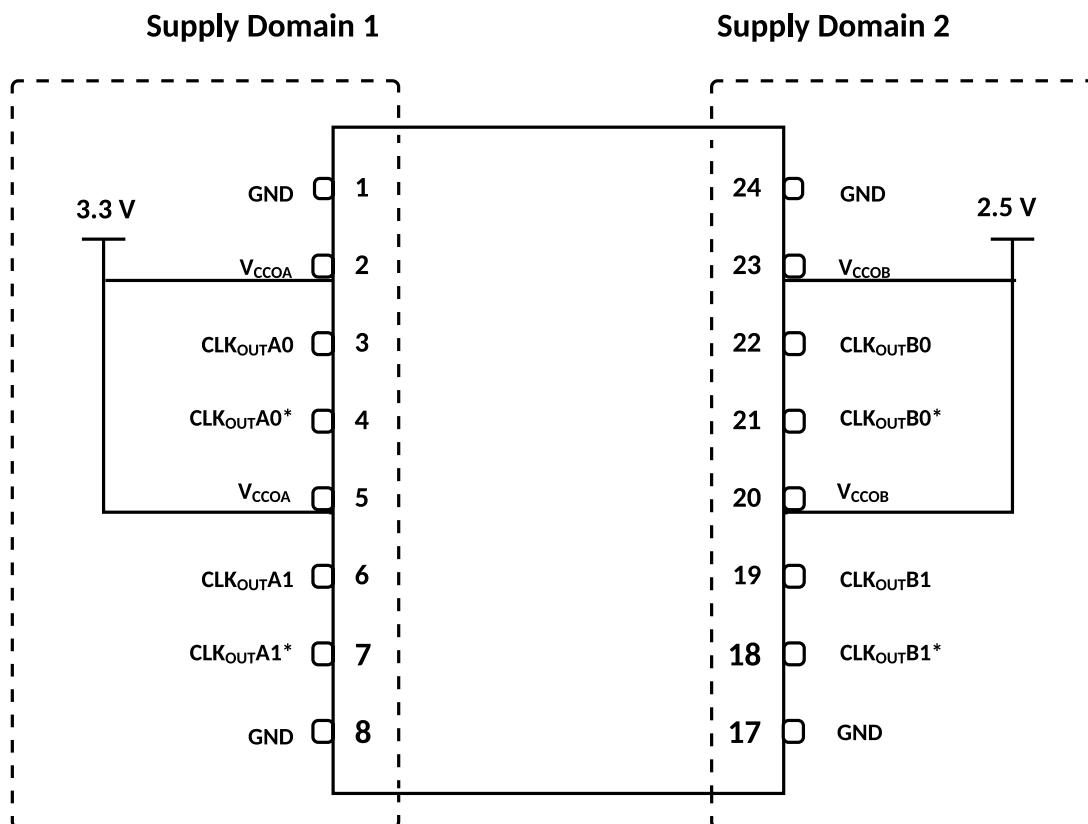 Supply Domain 1
Supply Domain 2
GND 1 24 GND
3.3 V
2.5 V
VCCOA 2 23 VCCOB
CLKOUTA0 3 22 CLKOUTB0
CLKOUTA0* 4 21 CLKOUTB0*
VCCOA 5 20 VCCOB
CLKOUTA1 6 19 CLKOUTB1
CLKOUTA1* 7 18 CLKOUTB1*
GND 8 17 GND